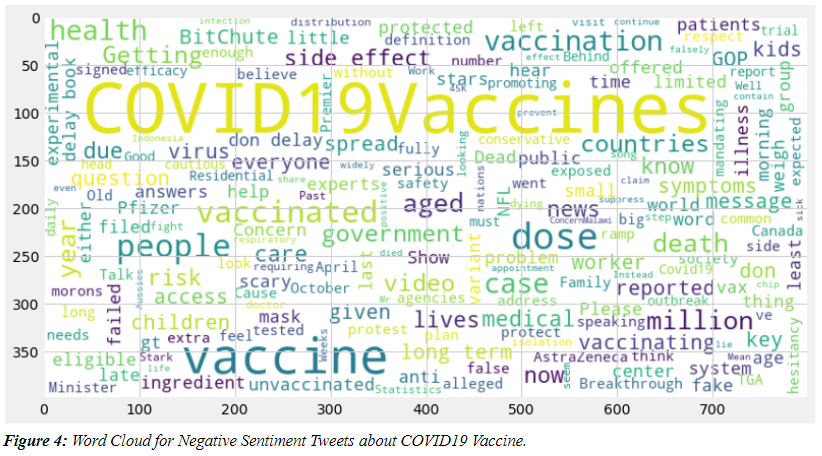 0 infection distribution left visit continue patients trial
health BitChute little protected definition vaccination respect falsely kids
Getting enough side effect number effect Behind GOP
50 signed efficacy believe without Work stars hear promoting offered time limited report Well contain group
experimental delay book COVID19Vaccines Premier 45K prevent mandating illness morning weigh expected
100
Indonesia don delay spread fully looking conservative countries
150 due Good virus everyone widely serious Dead public song know
head cautious Residential share experts safety nations exposed claim symptoms
question Old answers help Past positive went small suppress world message sick
even daily either Pfizer vaccinated aged NFL dying news big step word common
200 year filed fight Concern government must ConcernMalawi ramp Canada
people respiratory care died Show variant dose death side least
250 look requiring April last problem worker society Covid19 don
Talk risk scary October video appointment Instead Family reported vax chip
morons Aussies access Cause Mr agencies case address outbreak thing
300 long failed children doctor mask given lives medical Please speaking million ve
needs gt extra feel tested weeks protest plan protect isolation vaccinating lie key hesitancy
350 eligible Stark vaccine long term AstraZeneca think Mean age
late life false seem center system
Minister ingredient unvaccinated anti Statistics alleged now Breakthrough fake TGA
0 100 200 300 400 500 600 700
Figure 4: Word Cloud for Negative Sentiment Tweets about COVID19 Vaccine.